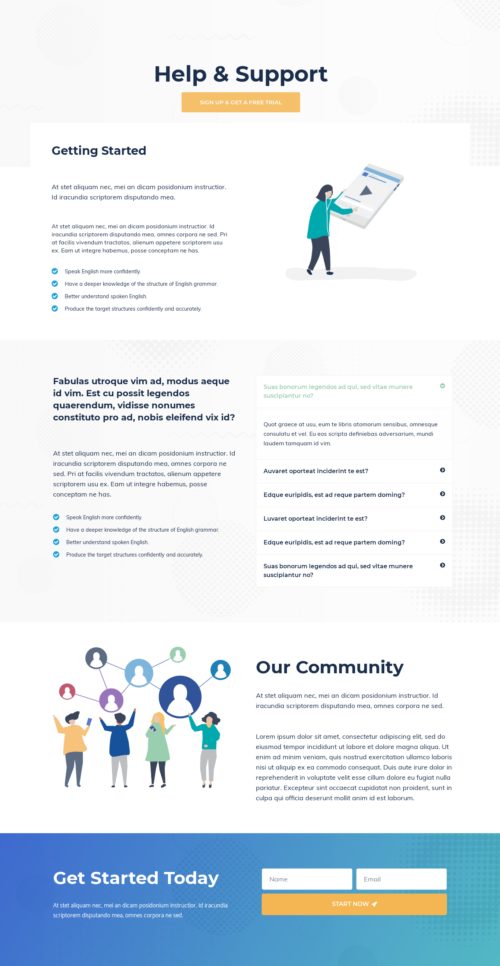 Help & Support
SIGN UP & GET A FREE TRIAL
Getting Started
At stet aliquam nec, mei an dicam posidonium instructior.
Id iracundia scriptorem disputando mea.
At stet aliquam nec, mei an dicam posidonium instructior. Id
iracundia scriptorem disputando mea, omnes corpora ne sed. Pri
at facilis vivendum tractatos, alienum appetere scriptorem usu
ex. Eam ut integre habemus, posse conceptam ne has.
Speak English more confidently.
Have a deeper knowledge of the structure of English grammar.
Better understand spoken English.
Produce the target structures confidently and accurately.
Fabulas utroque vim ad, modus aeque
id vim. Est cu possit legendos
quaerendum, vidisse nonumes
constituto pro ad, nobis eleifend vix id?
At stet aliquam nec, mei an dicam posidonium instructior. Id
iracundia scriptorem disputando mea, omnes corpora ne
sed. Pri at facilis vivendum tractatos, alienum appetere
scriptorem usu ex. Eam ut integre habemus, posse
conceptam ne has.
Speak English more confidently.
Have a deeper knowledge of the structure of English grammar.
Better understand spoken English.
Produce the target structures confidently and accurately.
Suas bonorum legendos ad qui, sed vitae munere
suscipiantur no?
Quot graece at usu, eum te libris atomorum sensibus, omnesque
consulatu et vel. Eu eos scripta definiebas adversarium, mundi
laudem tamquam id vim.
Auvaret oporteat inciderint te est?
Edque euripidis, est ad reque partem doming?
Luvaret oporteat inciderint te est?
Edque euripidis, est ad reque partem doming?
Suas bonorum legendos ad qui, sed vitae munere
suscipiantur no?
Our Community
At stet aliquam nec, mei an dicam posidonium instructior. Id
iracundia scriptorem disputando mea, omnes corpora ne sed.
Lorem ipsum dolor sit amet, consectetur adipiscing elit, sed do
eiusmod tempor incididunt ut labore et dolore magna aliqua. Ut
enim ad minim veniam, quis nostrud exercitation ullamco laboris
nisi ut aliquip ex ea commodo consequat. Duis aute irure dolor in
reprehenderit in voluptate velit esse cillum dolore eu fugiat nulla
pariatur. Excepteur sint occaecat cupidatat non proident, sunt in
culpa qui officia deserunt mollit anim id est laborum.
Get Started Today
At stet aliquam nec, mei an dicam posidonium instructior. Id iracundia
scriptorem disputando mea, omnes corpora ne sed.
Name
Email
START NOW